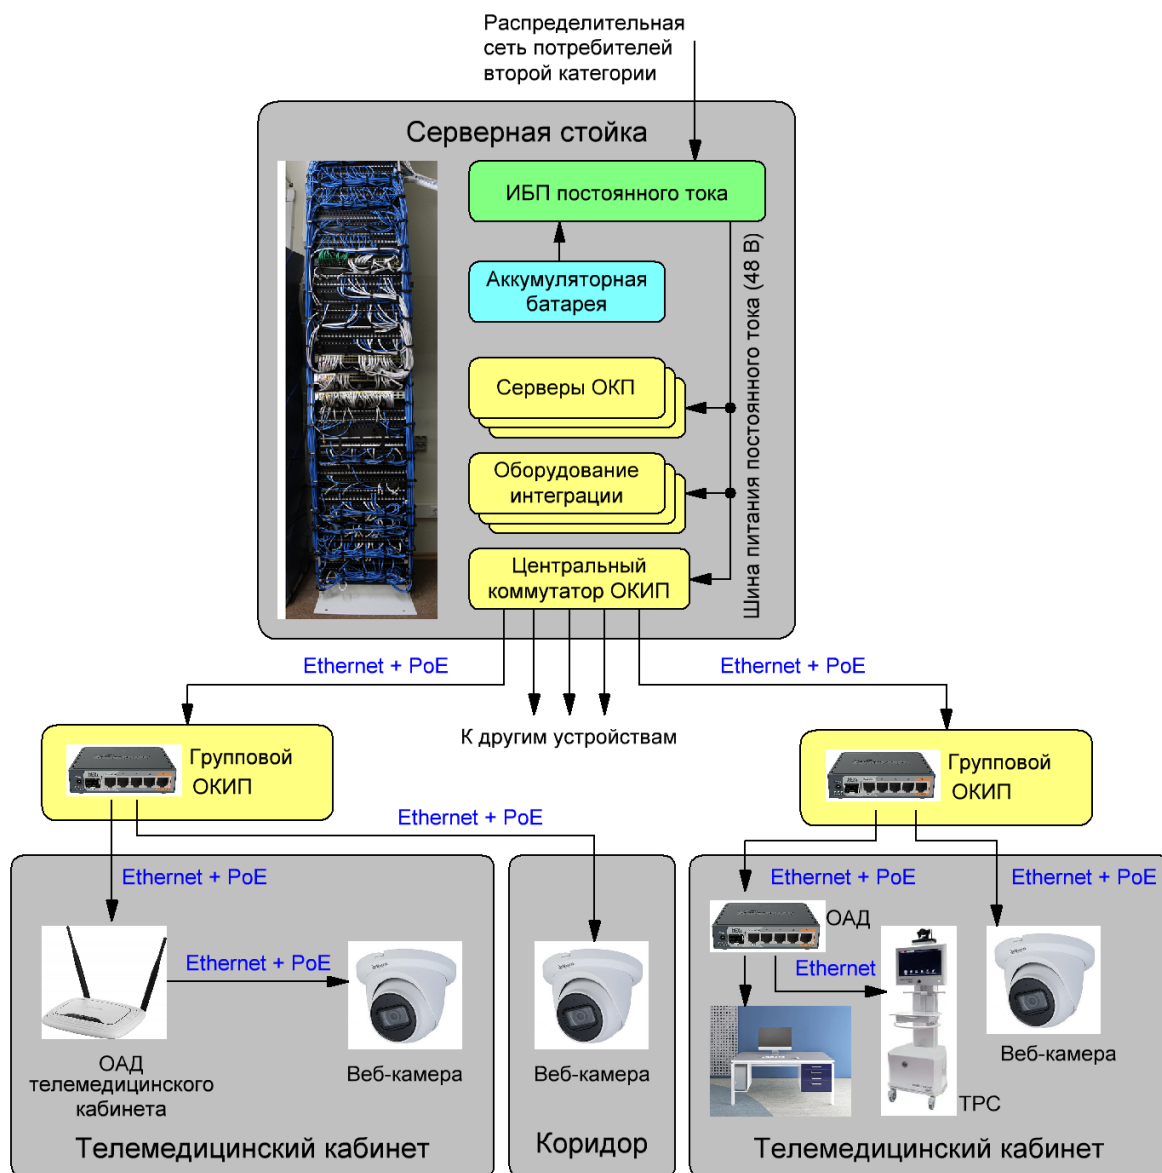 Распределительная
сеть потребителей
второй категории
Серверная стойка
ИБП постоянного тока
Аккумуляторная
батарея
Шина питания постоянного тока (48 В)
Серверы ОКП
Оборудование
интеграции
Центральный
коммутатор ОКИП
Ethernet + PoE
Ethernet + PoE
К другим устройствам
Групповой
ОКИП
Групповой
ОКИП
Ethernet + PoE
Ethernet + PoE
Ethernet + PoE
Ethernet + PoE
ОАД
Ethernet + PoE
Ethernet
ОАД
телемедицинского
кабинета
Веб-камера
Веб-камера
Веб-камера
ТРС
Телемедицинский кабинет
Коридор
Телемедицинский кабинет